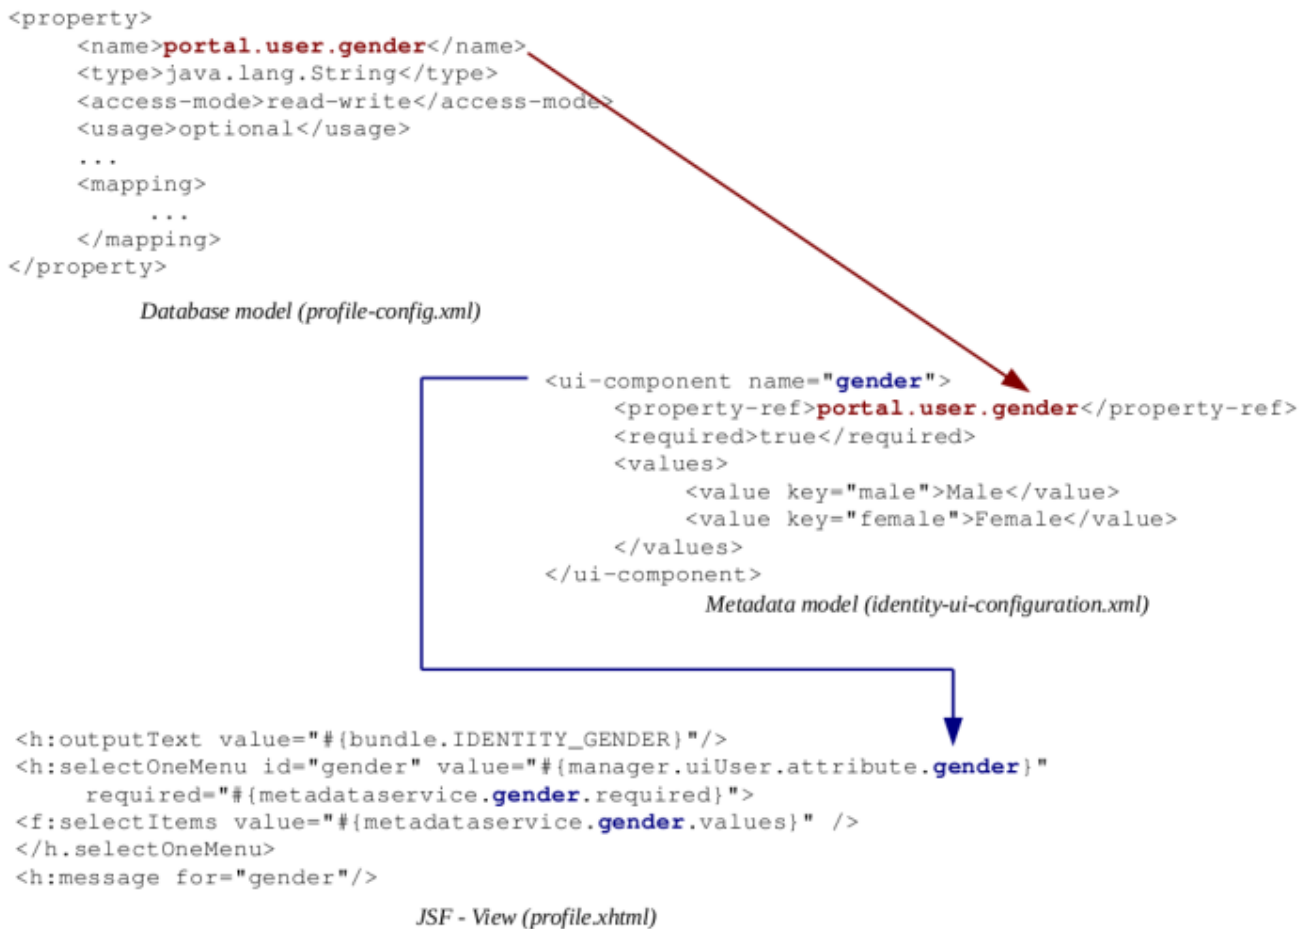 <property>
<name>portal.user.gender</name>
<type>java.lang.String</type>
<access-mode>read-write</access-mode>
<usage>optional</usage>
...
<mapping>
...
</mapping>
</property>
Database model (profile-config.xml)
<ui-component name="gender">
<property-ref>portal.user.gender</property-ref>
<required>true</required>
<values>
<value key="male">Male</value>
<value key="female">Female</value>
</values>
</ui-component>
Metadata model (identity-ui-configuration.xml)
<h:outputText value="#{bundle.IDENTITY_GENDER}"/>
<h:selectOneMenu id="gender" value="#{manager.uiUser.attribute.gender}"
required="#{metadataservice.gender.required}">
<f:selectItems value="#{metadataservice.gender.values}" />
</h.selectOneMenu>
<h:message for="gender"/>
JSF - View (profile.xhtml)